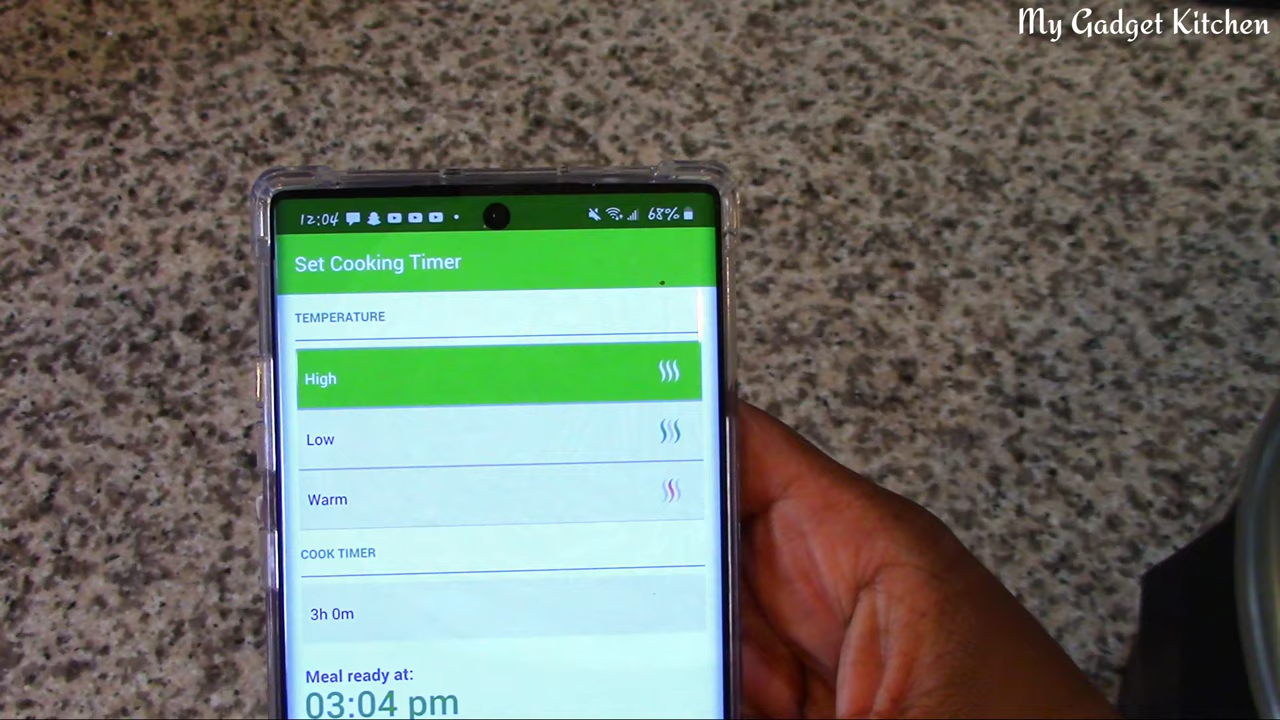 My Gadget Kitchen
12:04 68%
Set Cooking Timer
TEMPERATURE
High
Low
Warm
COOK TIMER
3h 0m
Meal ready at:
03:04 pm